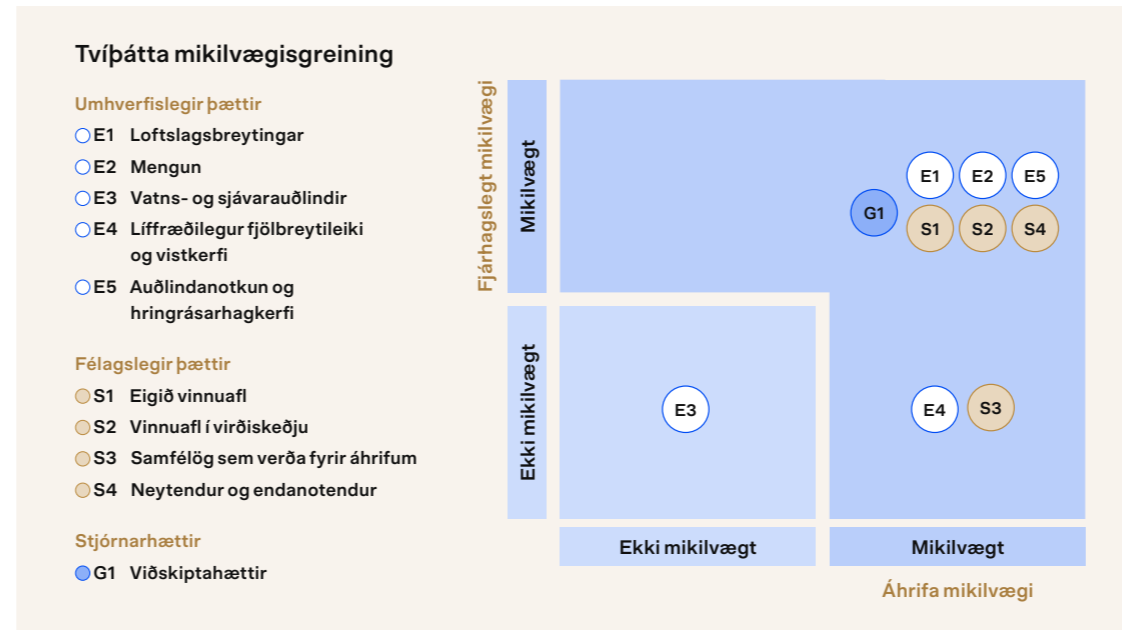 Tvíþátta mikilvægisgreining
Umhverfislegir þættir
E1 Loftslagsbreytingar
E2 Mengun
E3 Vatns- og sjávarauðlindir
E4 Líffræðilegur fjölbreytileiki
og vistkerfi
E5 Auðlindanotkun og
hringrásarhagkerfi
Félagslegir þættir
S1 Eigið vinnuafl
S2 Vinnuafl í virðiskeðju
S3 Samfélög sem verða fyrir áhrifum
S4 Neytendur og endanotendur
Stjórnarhættir
G1 Viðskiptahættir
Fjárhagslegt mikilvægi
Mikilvægt
Ekki mikilvægt
E1 E2 E5
G1
S1 S2 S4
E3
E4 S3
Ekki mikilvægt
Mikilvægt
Áhrifa mikilvægi